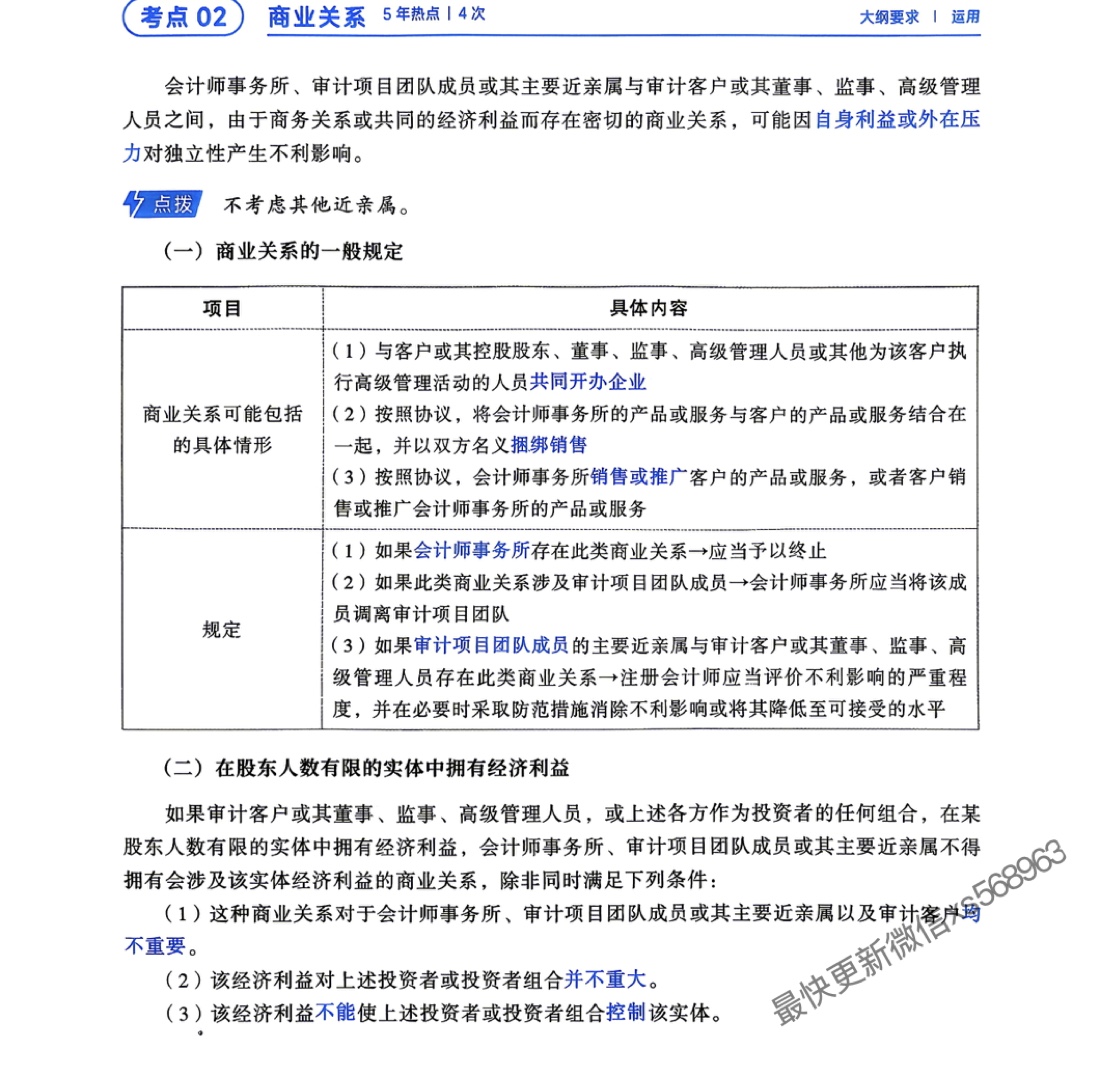 考点 02 商业关系 5年热点|4次 大纲要求 | 运用
会计师事务所、审计项目团队成员或其主要近亲属与审计客户或其董事、监事、高级管理
人员之间，由于商务关系或共同的经济利益而存在密切的商业关系，可能因自身利益或外在压
力对独立性产生不利影响。
点拨 不考虑其他近亲属。
（一）商业关系的一般规定
项目 具体内容
商业关系可能包括
的具体情形
（1）与客户或其控股股东、董事、监事、高级管理人员或其他为该客户执
行高级管理活动的人员共同开办企业
（2）按照协议，将会计师事务所的产品或服务与客户的产品或服务结合在
一起，并以双方名义捆绑销售
（3）按照协议，会计师事务所销售或推广客户的产品或服务，或者客户销
售或推广会计师事务所的产品或服务
规定
（1）如果会计师事务所存在此类商业关系→应当予以终止
（2）如果此类商业关系涉及审计项目团队成员→会计师事务所应当将该成
员调离审计项目团队
（3）如果审计项目团队成员的主要近亲属与审计客户或其董事、监事、高
级管理人员存在此类商业关系→注册会计师应当评价不利影响的严重程
度，并在必要时采取防范措施消除不利影响或将其降低至可接受的水平
（二）在股东人数有限的实体中拥有经济利益
如果审计客户或其董事、监事、高级管理人员，或上述各方作为投资者的任何组合，在某
股东人数有限的实体中拥有经济利益，会计师事务所、审计项目团队成员或其主要近亲属不得
拥有会涉及该实体经济利益的商业关系，除非同时满足下列条件：
（1）这种商业关系对于会计师事务所、审计项目团队成员或其主要近亲属以及审计客户均
不重要。
（2）该经济利益对上述投资者或投资者组合并不重大。
（3）该经济利益不能使上述投资者或投资者组合控制该实体。
最快更新微信xs568963